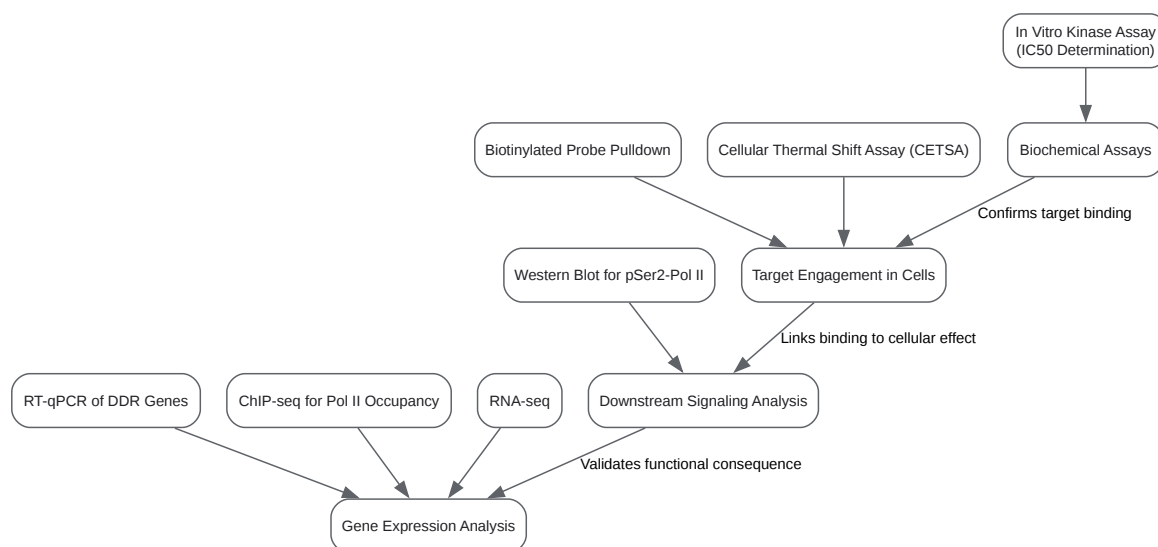 In Vitro Kinase Assay
(IC50 Determination)
Biotinylated Probe Pulldown
Cellular Thermal Shift Assay (CETSA)
Biochemical Assays
Confirms target binding
Western Blot for pSer2-Pol II
Target Engagement in Cells
Links binding to cellular effect
RT-qPCR of DDR Genes
ChIP-seq for Pol II Occupancy
RNA-seq
Downstream Signaling Analysis
Validates functional consequence
Gene Expression Analysis